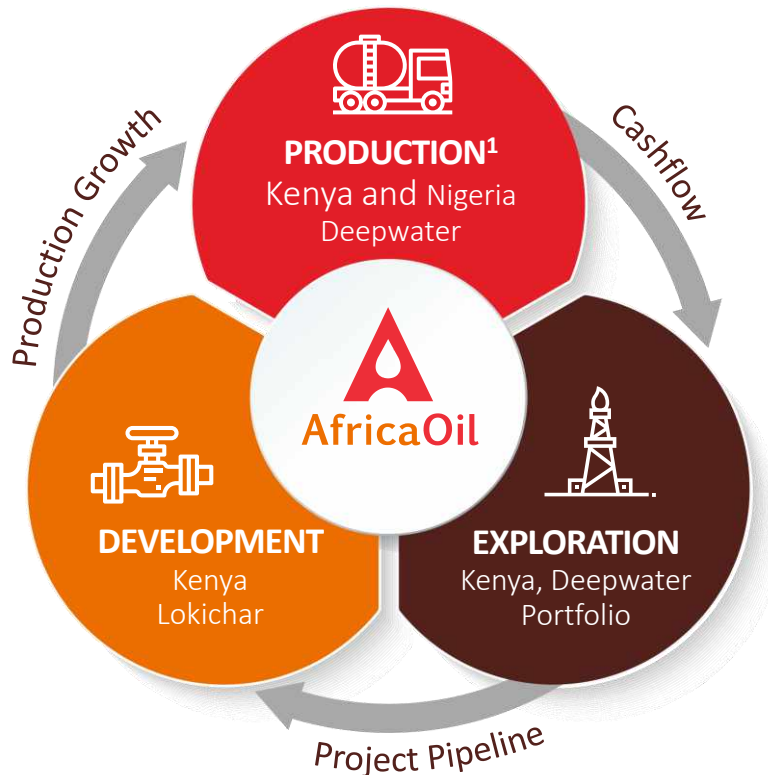 PRODUCTION¹
Kenya and Nigeria
Deepwater
Cashflow
Production Growth
AfricaOil
DEVELOPMENT
Kenya
Lokichar
EXPLORATION
Kenya, Deepwater
Portfolio
Project Pipeline